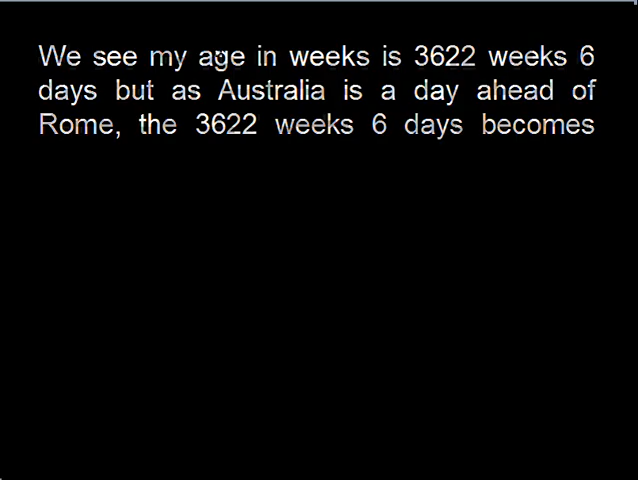 We see my age in weeks is 3622 weeks 6
days but as Australia is a day ahead of
Rome, the 3622 weeks 6 days becomes